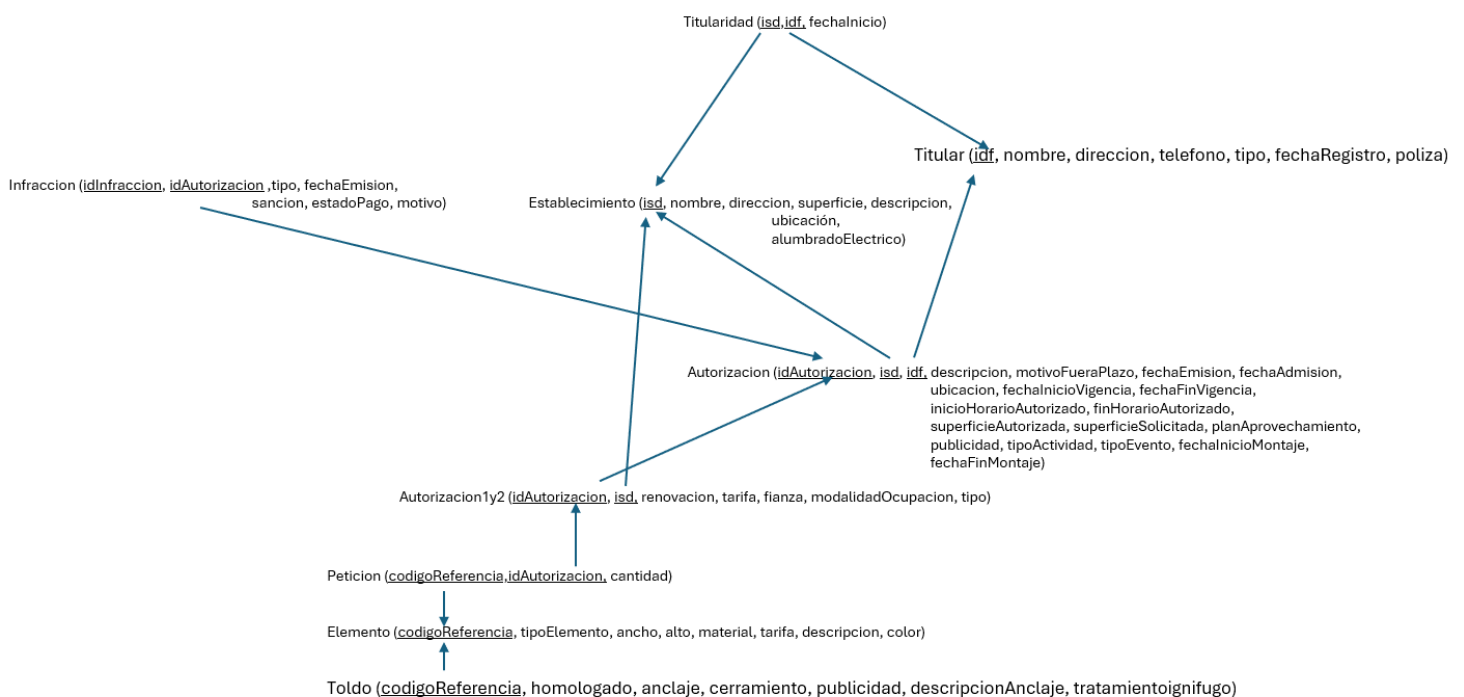 Titularidad (isd,idf, fechaInicio)
Titular (idf, nombre, direccion, telefono, tipo, fechaRegistro, poliza)
Infraccion (idInfraccion, idAutorizacion ,tipo, fechaEmision,
sancion, estadoPago, motivo)
Establecimiento (isd, nombre, direccion, superficie, descripcion,
ubicación,
alumbradoElectrico)
Autorizacion (idAutorizacion, isd, idf, descripcion, motivoFueraPlazo, fechaEmision, fechaAdmision,
ubicacion, fechaInicioVigencia, fechaFinVigencia,
inicioHorarioAutorizado, finHorarioAutorizado,
superficieAutorizada, superficieSolicitada, planAprovechamiento,
publicidad, tipoActividad, tipoEvento, fechaInicioMontaje,
fechaFinMontaje)
Autorizacion1y2 (idAutorizacion, isd, renovacion, tarifa, fianza, modalidadOcupacion, tipo)
Peticion (codigoReferencia,idAutorizacion, cantidad)
Elemento (codigoReferencia, tipoElemento, ancho, alto, material, tarifa, descripcion, color)
Toldo (codigoReferencia, homologado, anclaje, cerramiento, publicidad, descripcionAnclaje, tratamientoignifugo)